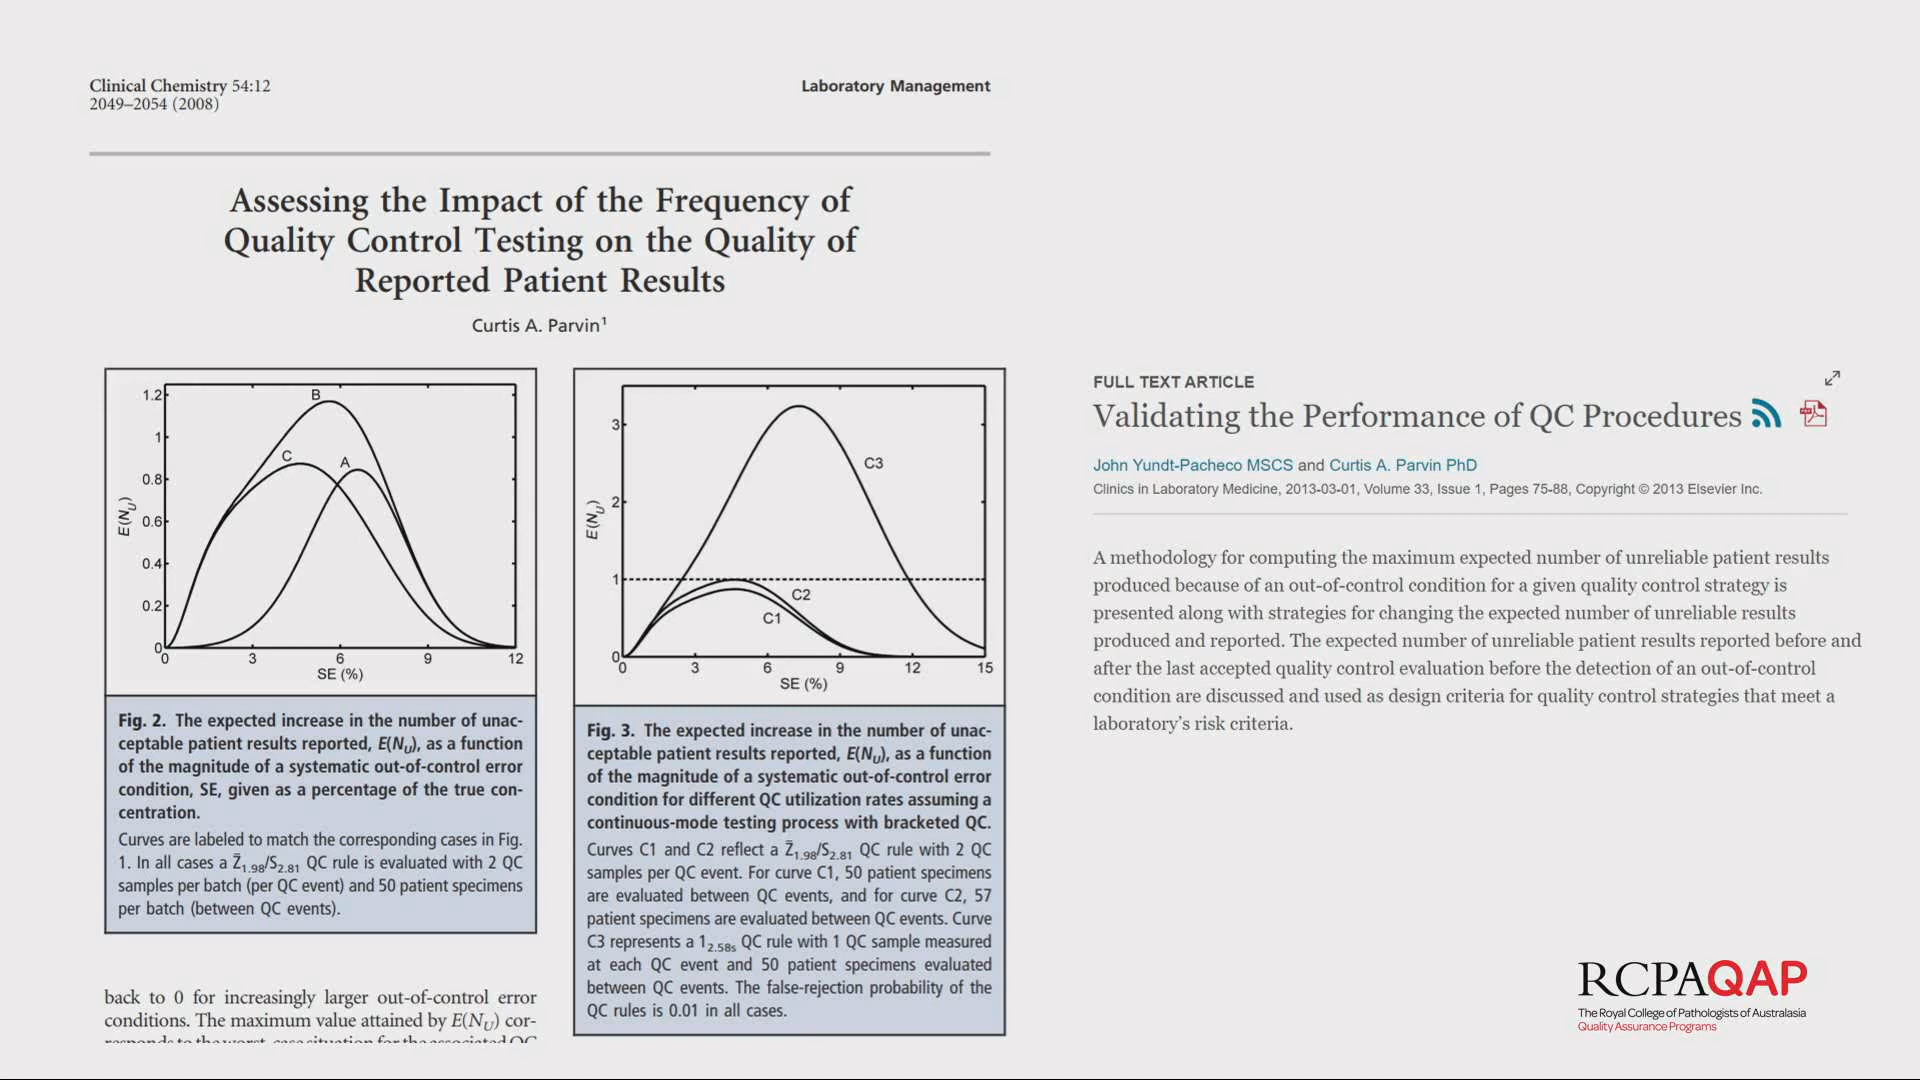 Clinical Chemistry 54:12
2049–2054 (2008)
Laboratory Management
Assessing the Impact of the Frequency of
Quality Control Testing on the Quality of
Reported Patient Results
Curtis A. Parvin¹
1.2
1
0.8
0.6
0.4
0.2
0
E(N_U)
B
C
A
0 3 6 9 12
SE (%)
Fig. 2. The expected increase in the number of unac-
ceptable patient results reported, E(N_U), as a function
of the magnitude of a systematic out-of-control error
condition, SE, given as a percentage of the true con-
centration.
Curves are labeled to match the corresponding cases in Fig.
1. In all cases a Z̄1.98/S2.81 QC rule is evaluated with 2 QC
samples per batch (per QC event) and 50 patient specimens
per batch (between QC events).
back to 0 for increasingly larger out-of-control error
conditions. The maximum value attained by E(N_U) cor-
responds to the worst-case situation for the associated QC
3
2
1
0
E(N_U)
C3
C2
C1
0 3 6 9 12 15
SE (%)
Fig. 3. The expected increase in the number of unac-
ceptable patient results reported, E(N_U), as a function
of the magnitude of a systematic out-of-control error
condition for different QC utilization rates assuming a
continuous-mode testing process with bracketed QC.
Curves C1 and C2 reflect a Z̄1.98/S2.81 QC rule with 2 QC
samples per QC event. For curve C1, 50 patient specimens
are evaluated between QC events, and for curve C2, 57
patient specimens are evaluated between QC events. Curve
C3 represents a 12.58s QC rule with 1 QC sample measured
at each QC event and 50 patient specimens evaluated
between QC events. The false-rejection probability of the
QC rules is 0.01 in all cases.
FULL TEXT ARTICLE
Validating the Performance of QC Procedures
John Yundt-Pacheco MSCS and Curtis A. Parvin PhD
Clinics in Laboratory Medicine, 2013-03-01, Volume 33, Issue 1, Pages 75-88, Copyright © 2013 Elsevier Inc.
A methodology for computing the maximum expected number of unreliable patient results
produced because of an out-of-control condition for a given quality control strategy is
presented along with strategies for changing the expected number of unreliable results
produced and reported. The expected number of unreliable patient results reported before and
after the last accepted quality control evaluation before the detection of an out-of-control
condition are discussed and used as design criteria for quality control strategies that meet a
laboratory's risk criteria.
RCPAQAP
The Royal College of Pathologists of Australasia
Quality Assurance Programs